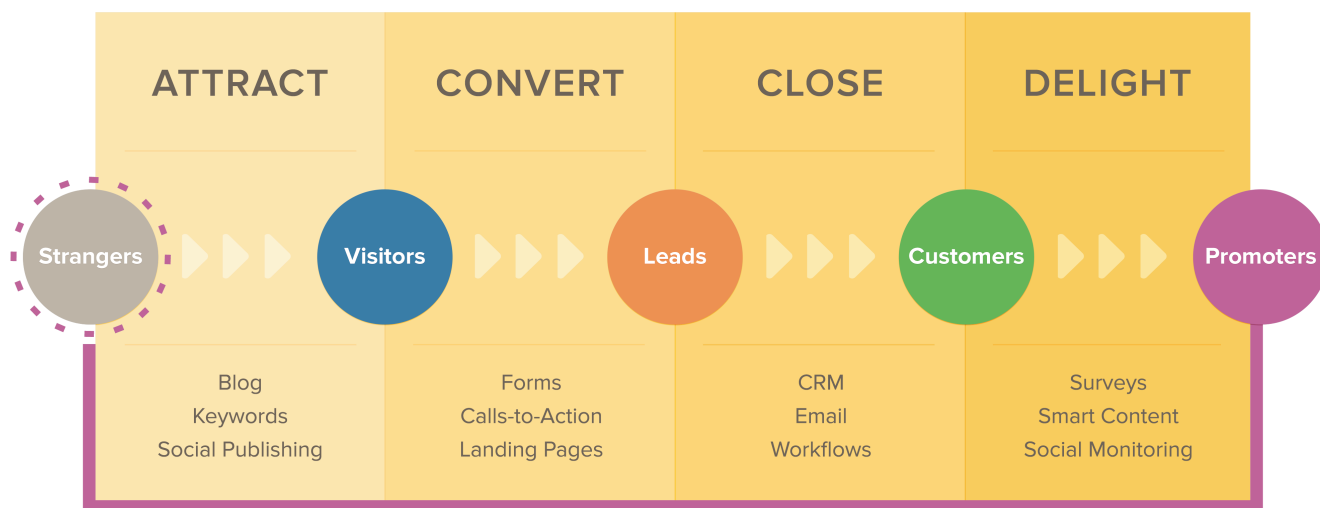 ATTRACT
CONVERT
CLOSE
DELIGHT
Strangers
Visitors
Leads
Customers
Promoters
Blog
Keywords
Social Publishing
Forms
Calls-to-Action
Landing Pages
CRM
Email
Workflows
Surveys
Smart Content
Social Monitoring